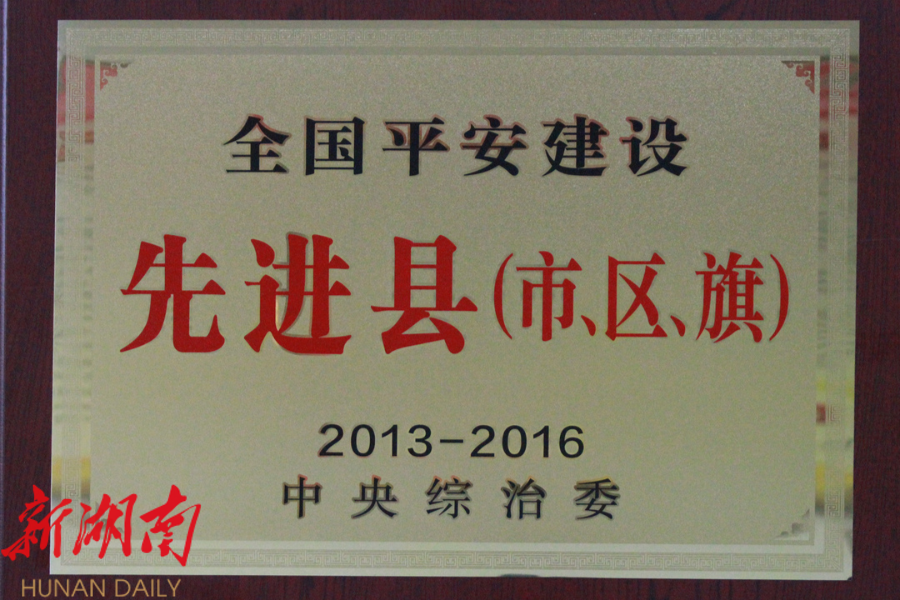 全国平安建设
先进县(市、区、旗)
2013-2016
中央综治委
新湖南
HUNAN DAILY